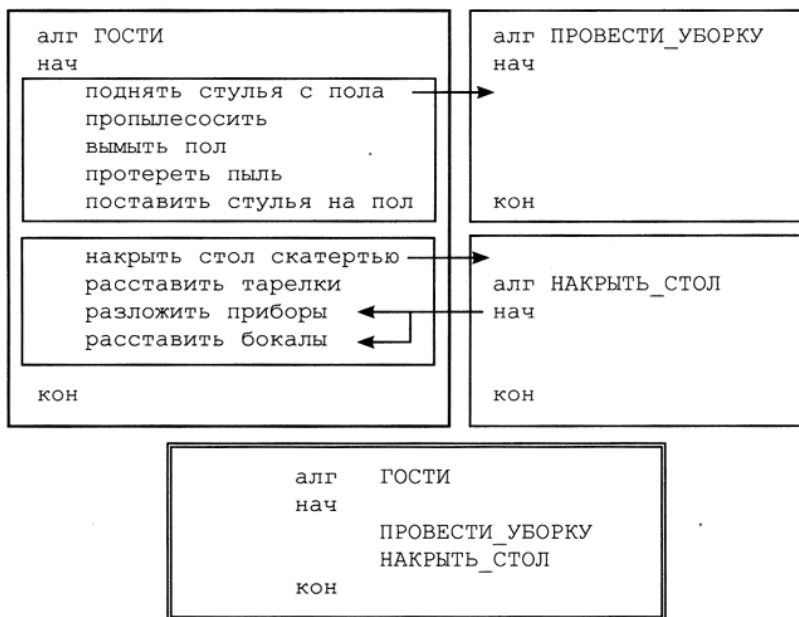 алг ГОСТИ
нач
поднять стулья с пола
пропылесосить
вымыть пол
протереть пыль
поставить стулья на пол
накрыть стол скатертью
расставить тарелки
разложить приборы
расставить бокалы
кон
алг ПРОВЕСТИ_УБОРКУ
нач
кон
алг НАКРЫТЬ_СТОЛ
нач
кон
алг ГОСТИ
нач
ПРОВЕСТИ_УБОРКУ
НАКРЫТЬ_СТОЛ
кон